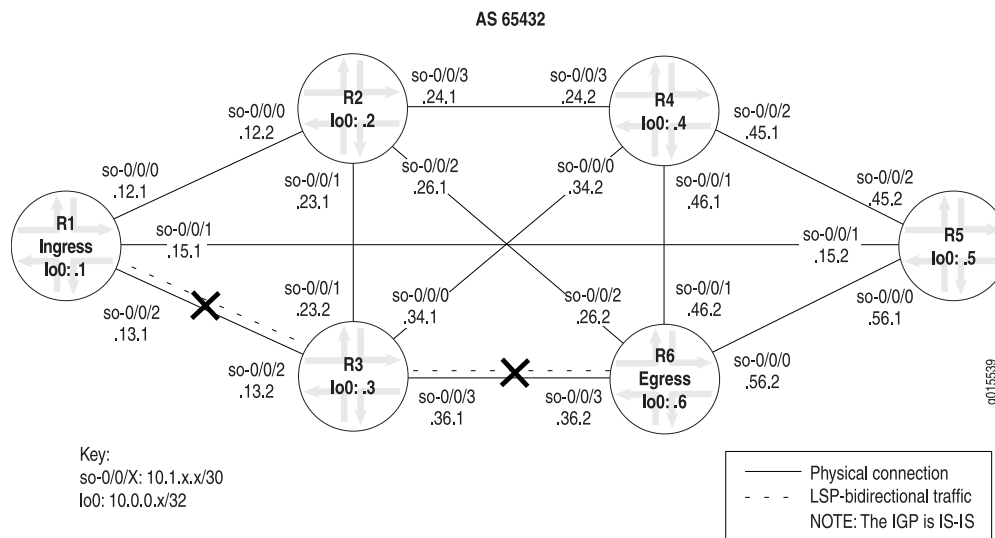 AS 65432
so-0/0/3
.24.1
so-0/0/3
.24.2
R2
lo0: .2
R4
lo0: .4
so-0/0/0
.12.2
so-0/0/2
.45.1
so-0/0/2
.26.1
so-0/0/0
.34.2
so-0/0/0
.12.1
so-0/0/1
.23.1
so-0/0/1
.46.1
so-0/0/2
.45.2
R1
Ingress
lo0: .1
so-0/0/1
.15.1
so-0/0/1
.15.2
R5
lo0: .5
so-0/0/2
.13.1
so-0/0/1
.23.2
so-0/0/0
.34.1
so-0/0/2
.26.2
so-0/0/1
.46.2
so-0/0/0
.56.1
so-0/0/2
.13.2
R3
lo0: .3
so-0/0/3
.36.1
so-0/0/3
.36.2
R6
Egress
lo0: .6
so-0/0/0
.56.2
g015539
Key:
so-0/0/X: 10.1.x.x/30
lo0: 10.0.0.x/32
Physical connection
LSP-bidirectional traffic
NOTE: The IGP is IS-IS